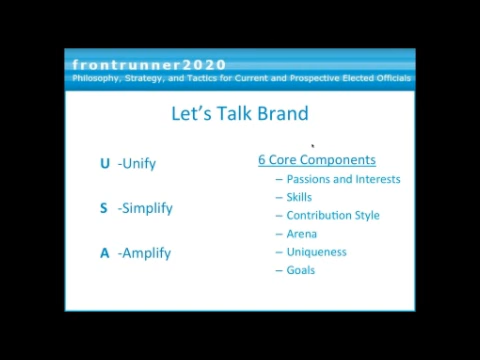 frontrunner2020
Philosophy, Strategy, and Tactics for Current and Prospective Elected Officials
Let's Talk Brand
U -Unify
S -Simplify
A -Amplify
6 Core Components
– Passions and Interests
– Skills
– Contribution Style
– Arena
– Uniqueness
– Goals